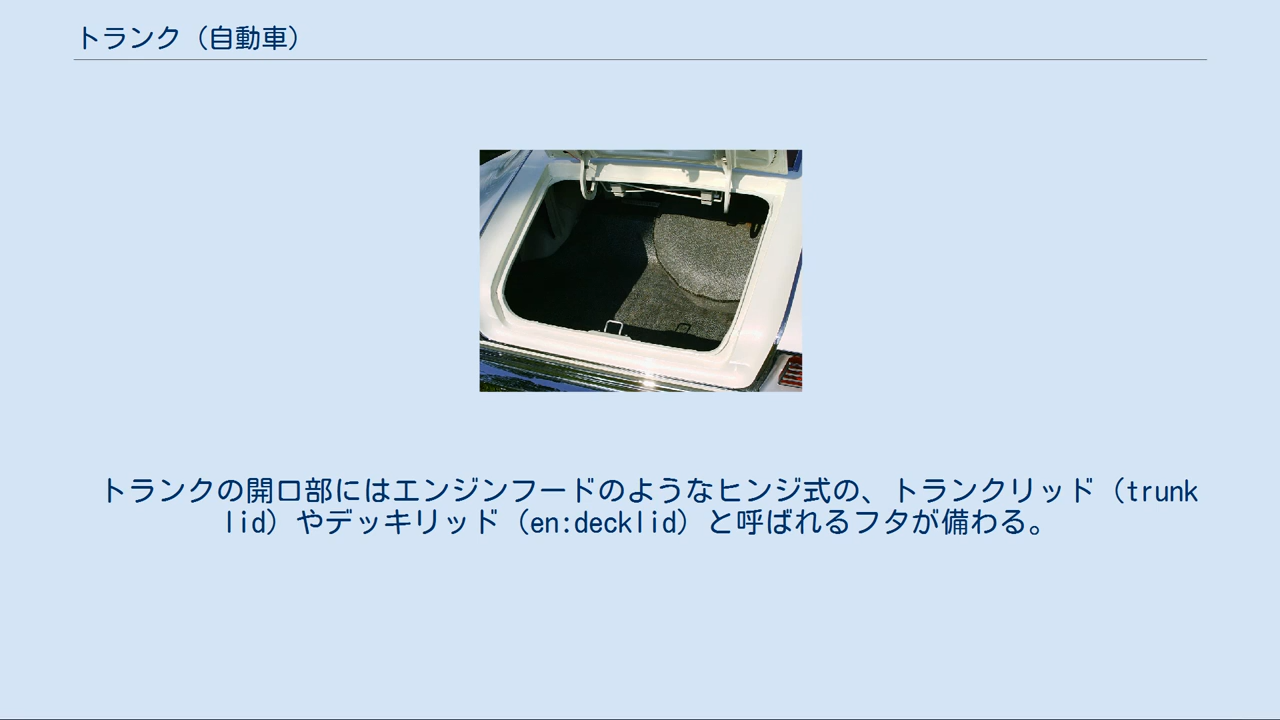 トランク（自動車）
トランクの開口部にはエンジンフードのようなヒンジ式の、トランクリッド（trunk
lid）やデッキリッド（en:decklid）と呼ばれるフタが備わる。